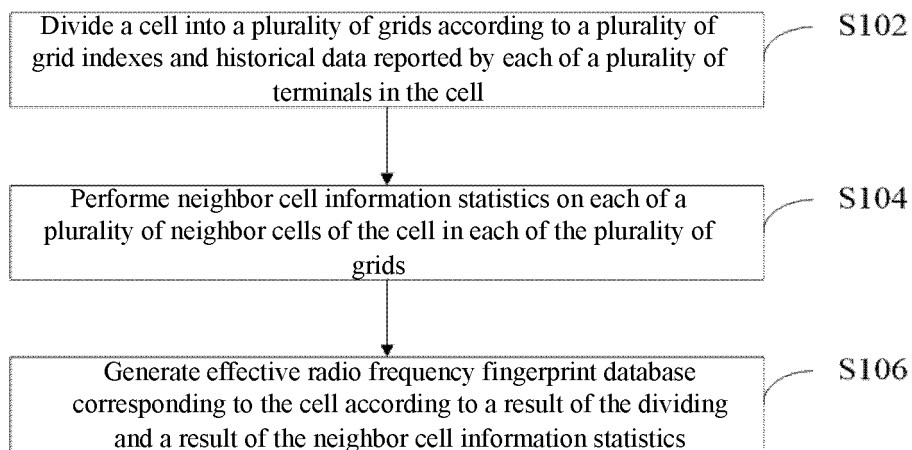 Divide a cell into a plurality of grids according to a plurality of
grid indexes and historical data reported by each of a plurality of
terminals in the cell
S102
Performe neighbor cell information statistics on each of a
plurality of neighbor cells of the cell in each of the plurality of
grids
S104
Generate effective radio frequency fingerprint database
corresponding to the cell according to a result of the dividing
and a result of the neighbor cell information statistics
S106